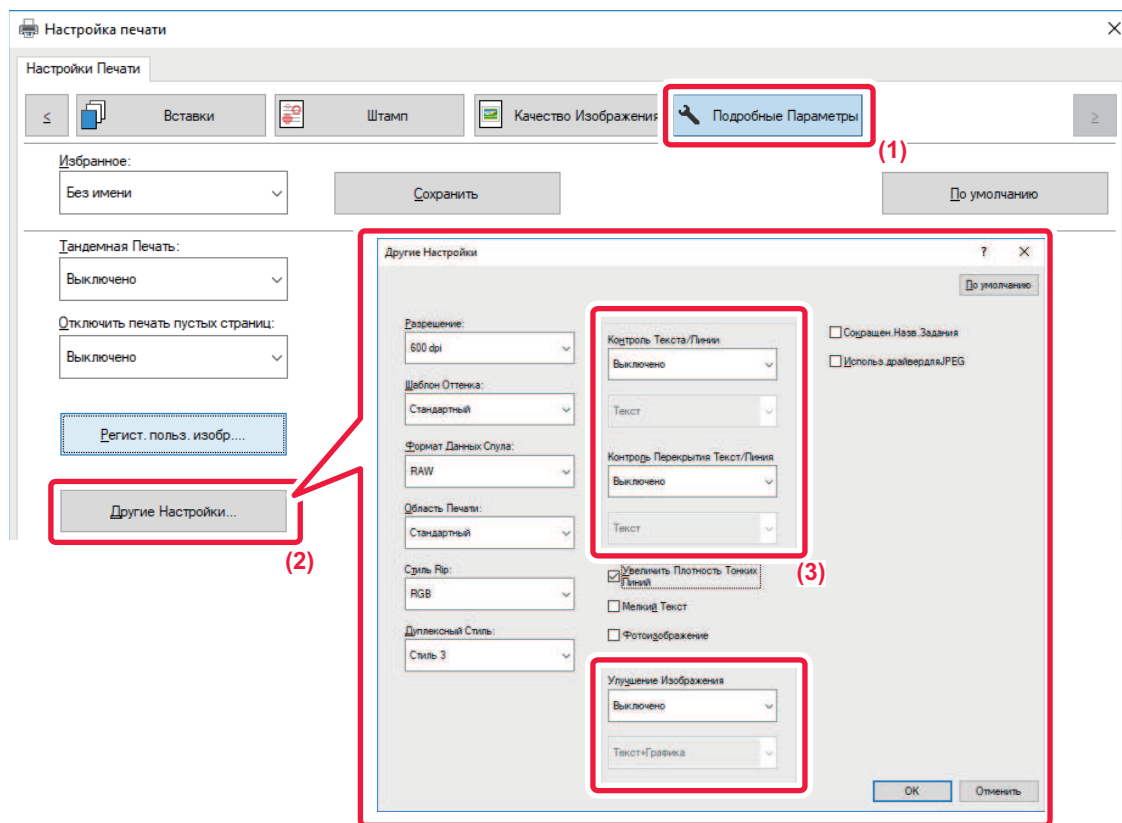 Настройка печати
Настройки Печати
<
Вставки
Штамп
Качество Изображения
Подробные Параметры
>
(1)
Избранное:
Без имени
Сохранить
По умолчанию
Тандемная Печать:
Выключено
Отключить печать пустых страниц:
Выключено
Регист. польз. изобр....
Другие Настройки...
(2)
Другие Настройки
?
По умолчанию
Разрешение:
600 dpi
Шаблон Оттенка:
Стандартный
Формат Данных Спула:
RAW
Область Печати:
Стандартный
Стиль Rip:
RGB
Дуплексный Стиль:
Стиль 3
Контроль Текста/Линии
Выключено
Текст
Контроль Перекрытия Текст/Линия
Выключено
Текст
(3)
Увеличить Плотность Тонких
Линий
Мелкий Текст
Фотоизображение
Улушение Изображения
Выключено
Текст+Графика
Сокращен.Назв.Задания
Использ.драйвердляJPEG
OK
Отменить